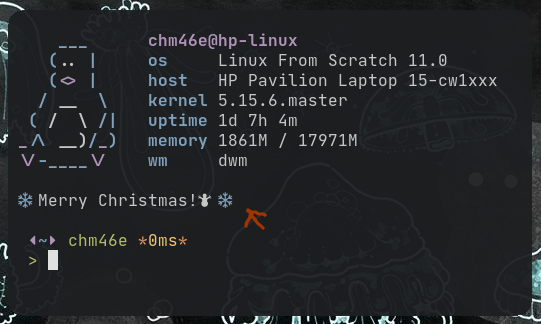 chm46e@hp-linux
os Linux From Scratch 11.0
host HP Pavilion Laptop 15-cw1xxx
kernel 5.15.6.master
uptime 1d 7h 4m
memory 1861M / 17971M
wm dwm
❄ Merry Christmas!⛇ ❄
~ chm46e *0ms*
>